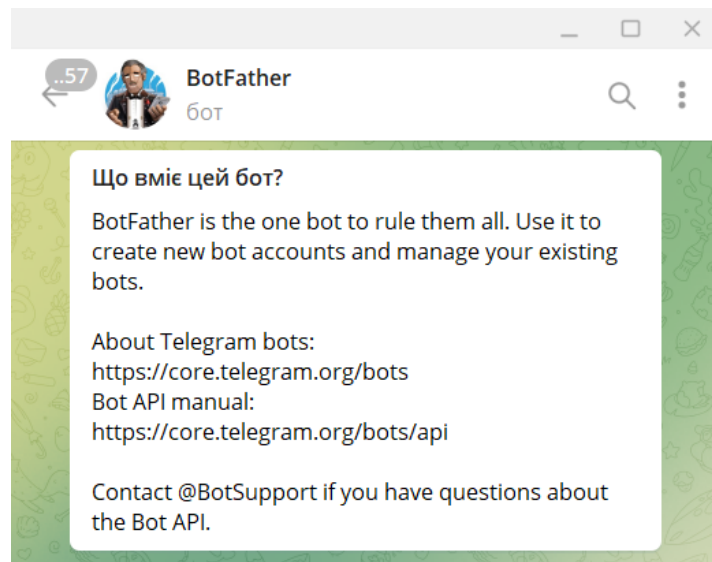 ..57
BotFather
бот
Що вміє цей бот?
BotFather is the one bot to rule them all. Use it to
create new bot accounts and manage your existing
bots.
About Telegram bots:
https://core.telegram.org/bots
Bot API manual:
https://core.telegram.org/bots/api
Contact @BotSupport if you have questions about
the Bot API.